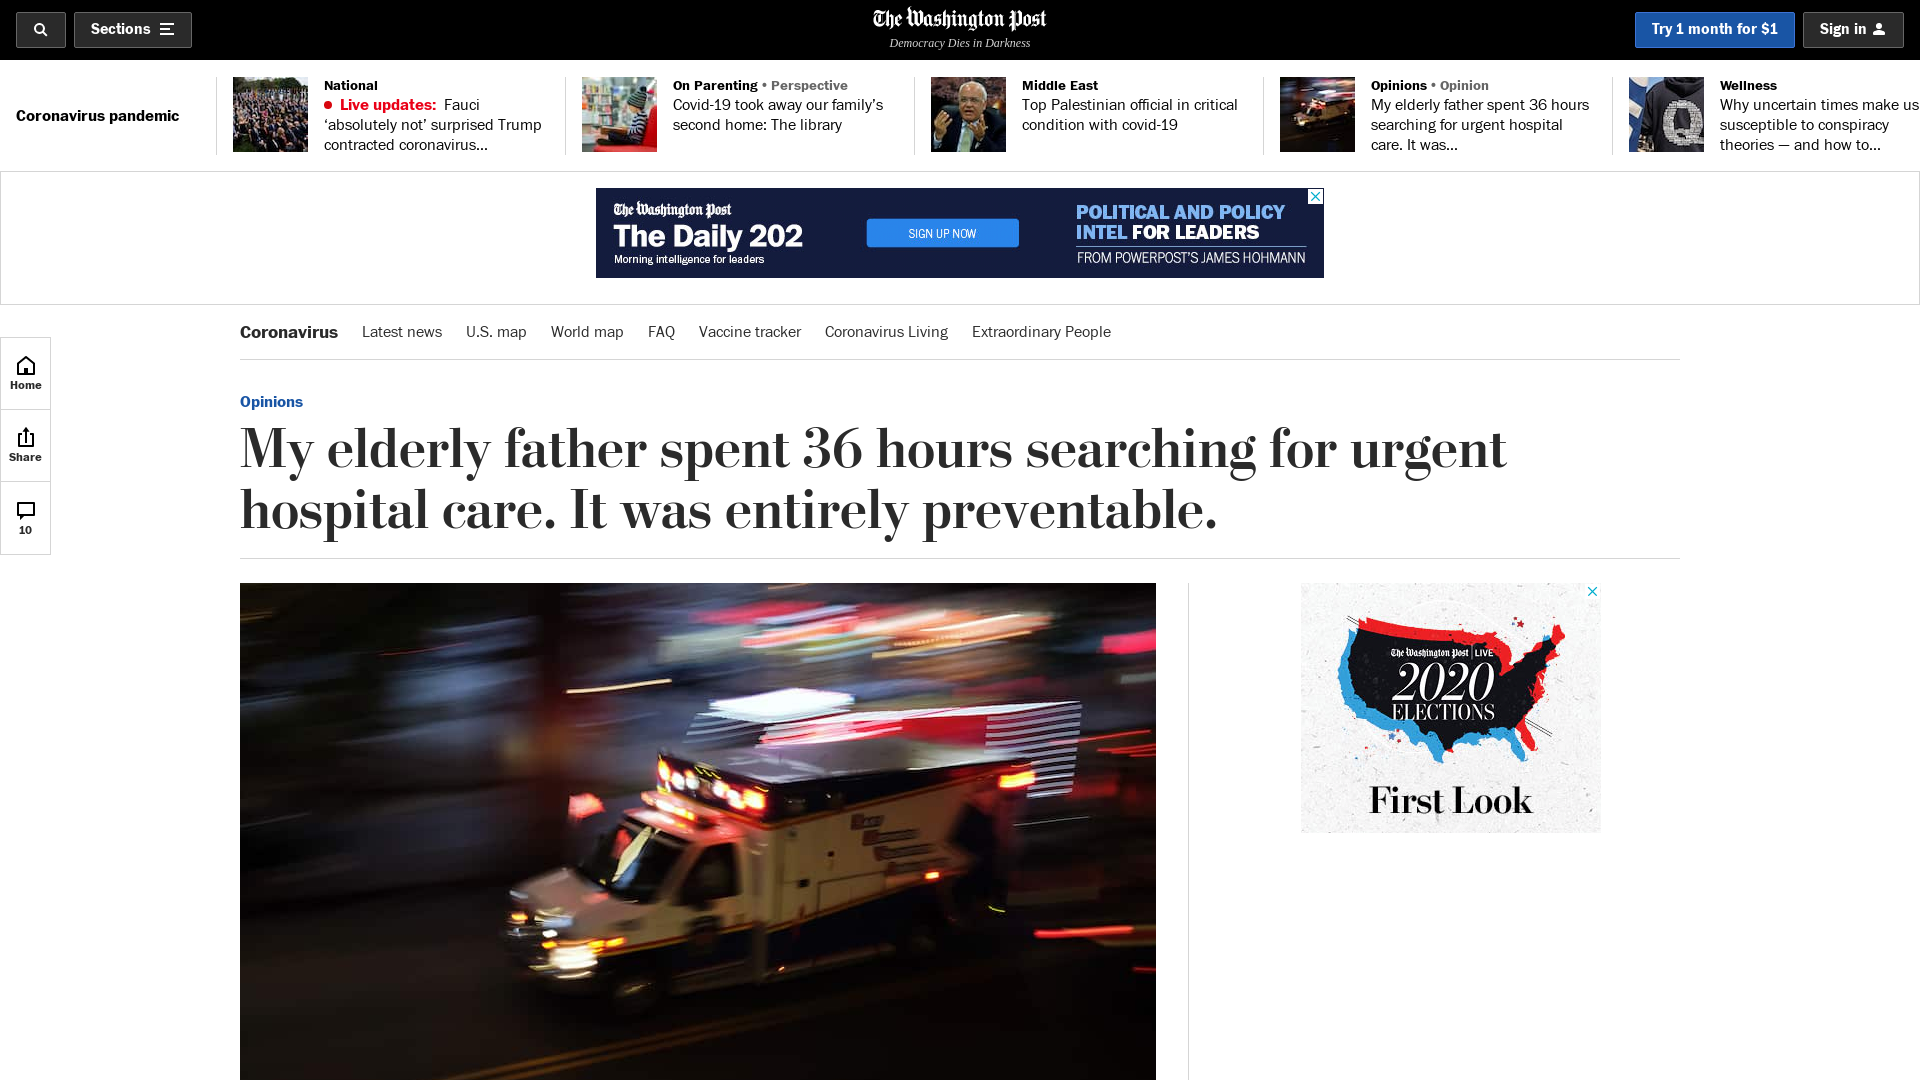 Sections
The Washington Post
Democracy Dies in Darkness
Try 1 month for $1
Sign in
Coronavirus pandemic
National
Live updates: Fauci
‘absolutely not’ surprised Trump
contracted coronavirus...
On Parenting • Perspective
Covid-19 took away our family’s
second home: The library
Middle East
Top Palestinian official in critical
condition with covid-19
Opinions • Opinion
My elderly father spent 36 hours
searching for urgent hospital
care. It was...
Wellness
Why uncertain times make us
susceptible to conspiracy
theories — and how to...
The Washington Post
The Daily 202
Morning intelligence for leaders
SIGN UP NOW
POLITICAL AND POLICY
INTEL FOR LEADERS
FROM POWERPOST'S JAMES HOHMANN
Coronavirus
Latest news
U.S. map
World map
FAQ
Vaccine tracker
Coronavirus Living
Extraordinary People
Home
Share
10
Opinions
My elderly father spent 36 hours searching for urgent
hospital care. It was entirely preventable.
The Washington Post LIVE
2020
ELECTIONS
First Look